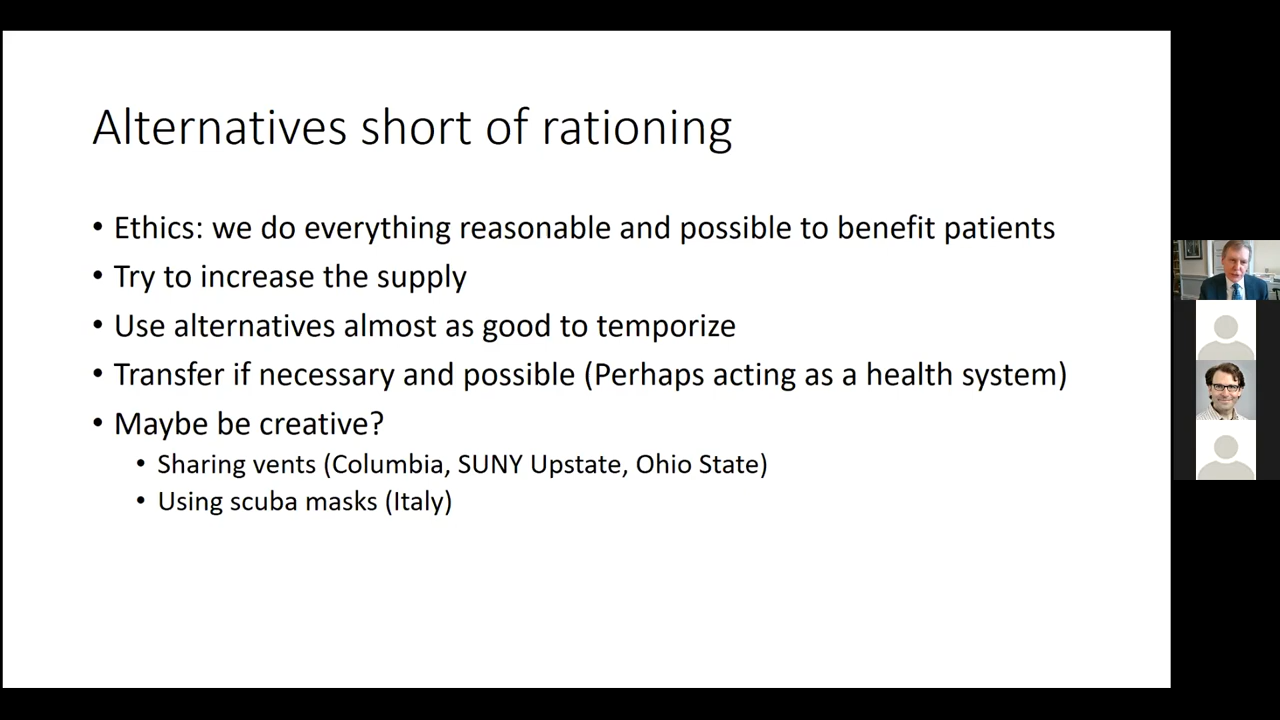 Alternatives short of rationing
• Ethics: we do everything reasonable and possible to benefit patients
• Try to increase the supply
• Use alternatives almost as good to temporize
• Transfer if necessary and possible (Perhaps acting as a health system)
• Maybe be creative?
• Sharing vents (Columbia, SUNY Upstate, Ohio State)
• Using scuba masks (Italy)